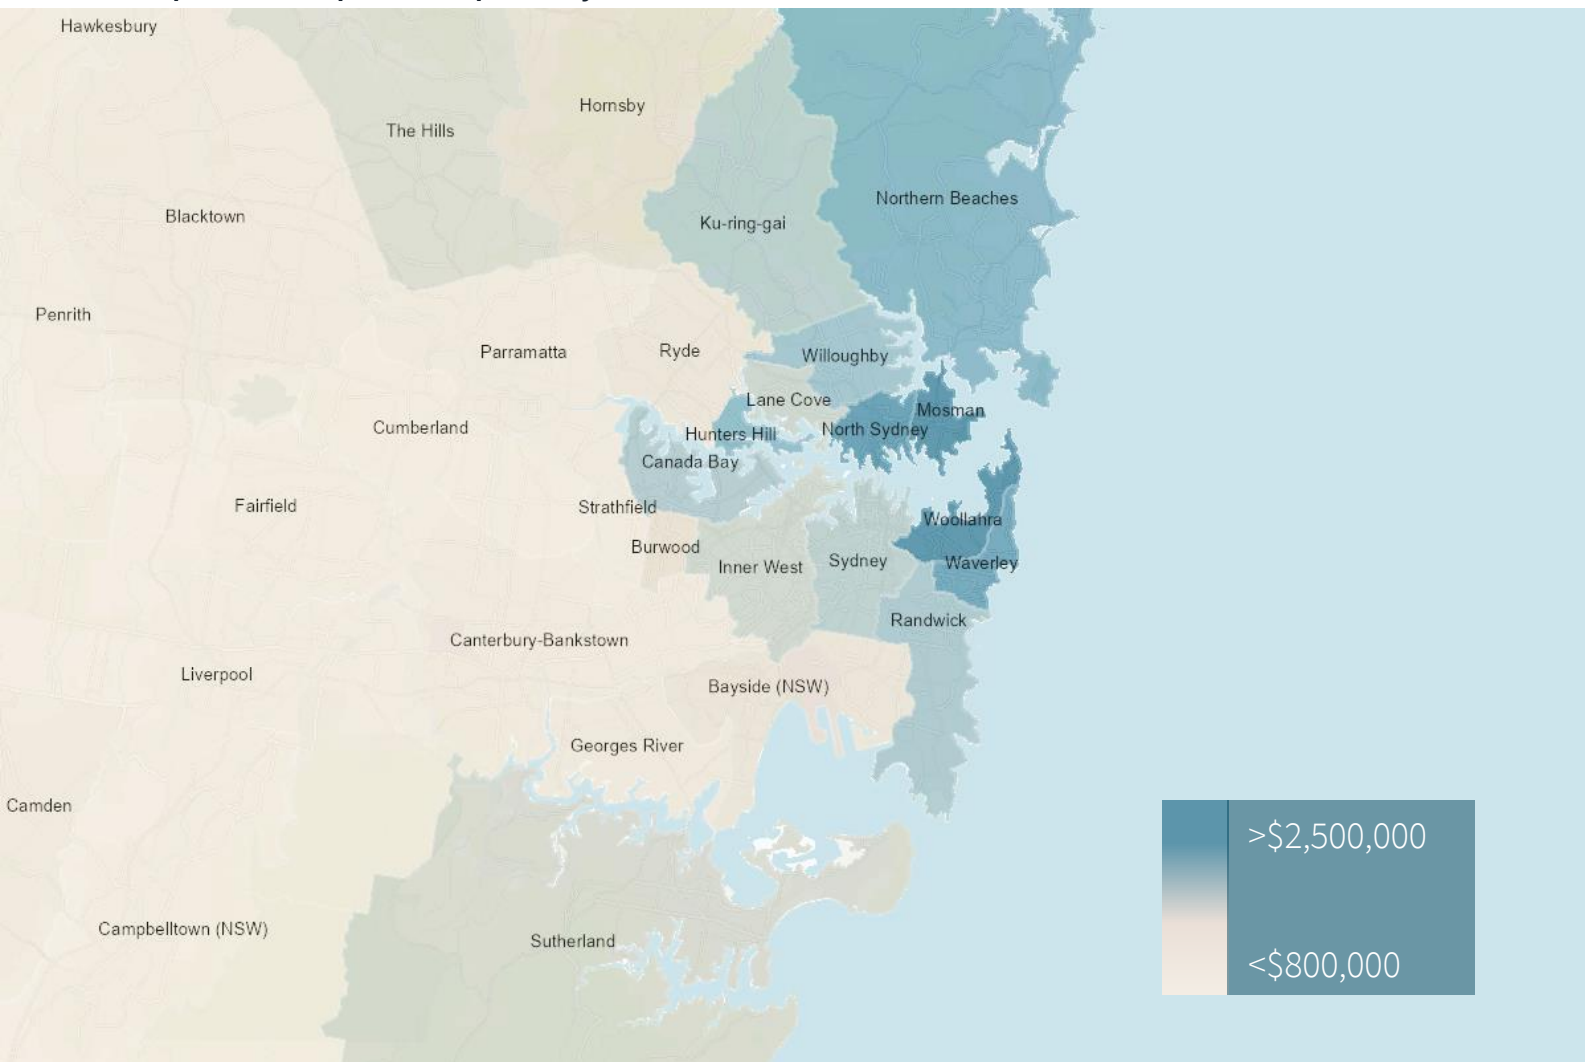 Hawkesbury
Hornsby
The Hills
Northern Beaches
Blacktown
Ku-ring-gai
Penrith
Parramatta
Ryde
Willoughby
Lane Cove
Mosman
Cumberland
Hunters Hill
North Sydney
Canada Bay
Fairfield
Strathfield
Woollahra
Burwood
Inner West
Sydney
Waverley
Randwick
Canterbury-Bankstown
Liverpool
Bayside (NSW)
Georges River
Camden
>$2,500,000
Campbelltown (NSW)
Sutherland
<$800,000